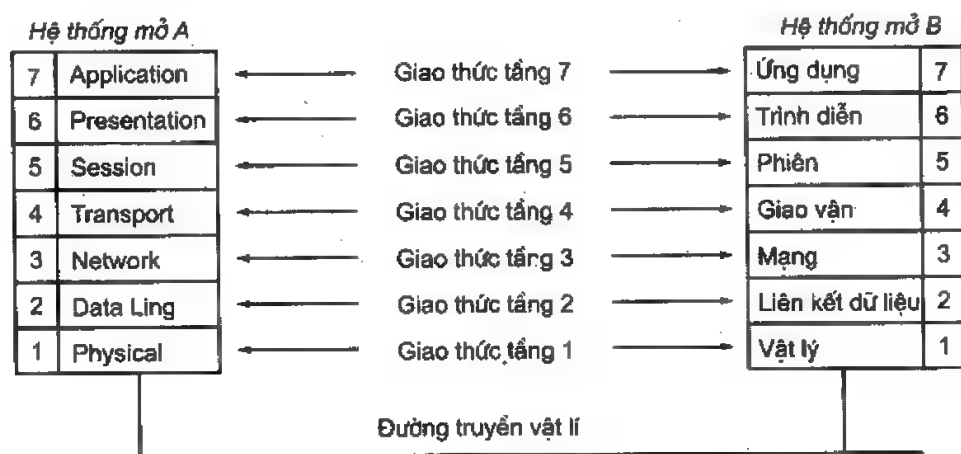 Hệ thống mở A
Hệ thống mở B
7 Application Giao thức tầng 7 Ứng dụng 7
6 Presentation Giao thức tầng 6 Trình diễn 6
5 Session Giao thức tầng 5 Phiên 5
4 Transport Giao thức tầng 4 Giao vận 4
3 Network Giao thức tầng 3 Mạng 3
2 Data Ling Giao thức tầng 2 Liên kết dữ liệu 2
1 Physical Giao thức tầng 1 Vật lý 1
Đường truyền vật lí